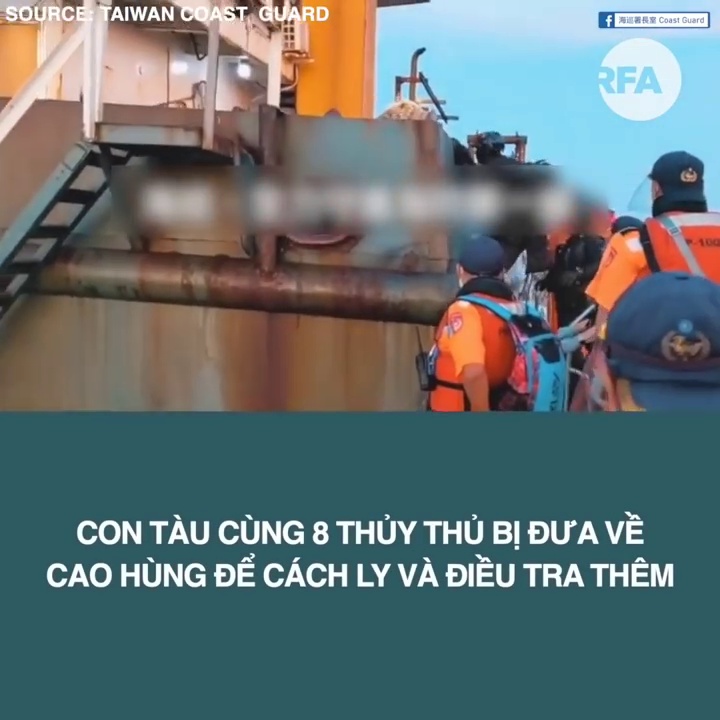 SOURCE: TAIWAN COAST GUARD
海巡署長室 Coast Guard
RFA
P-100
CON TÀU CÙNG 8 THỦY THỦ BỊ ĐƯA VỀ
CAO HÙNG ĐỂ CÁCH LY VÀ ĐIỀU TRA THÊM